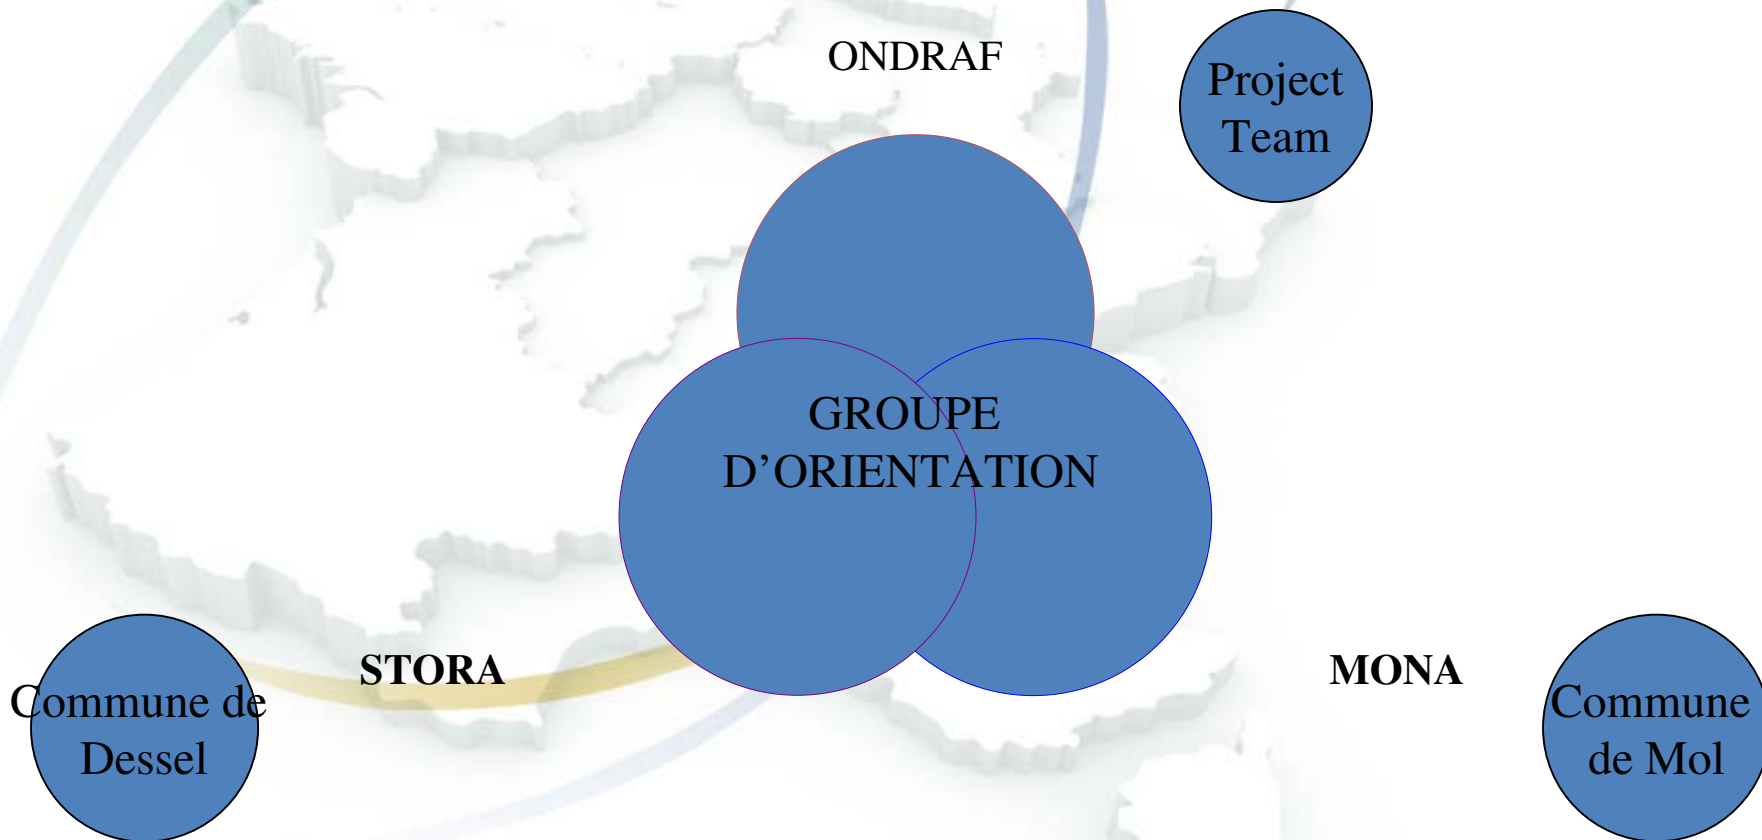 ONDRAF
Project
Team
GROUPE
D’ORIENTATION
STORA
MONA
Commune de
Dessel
Commune
de Mol